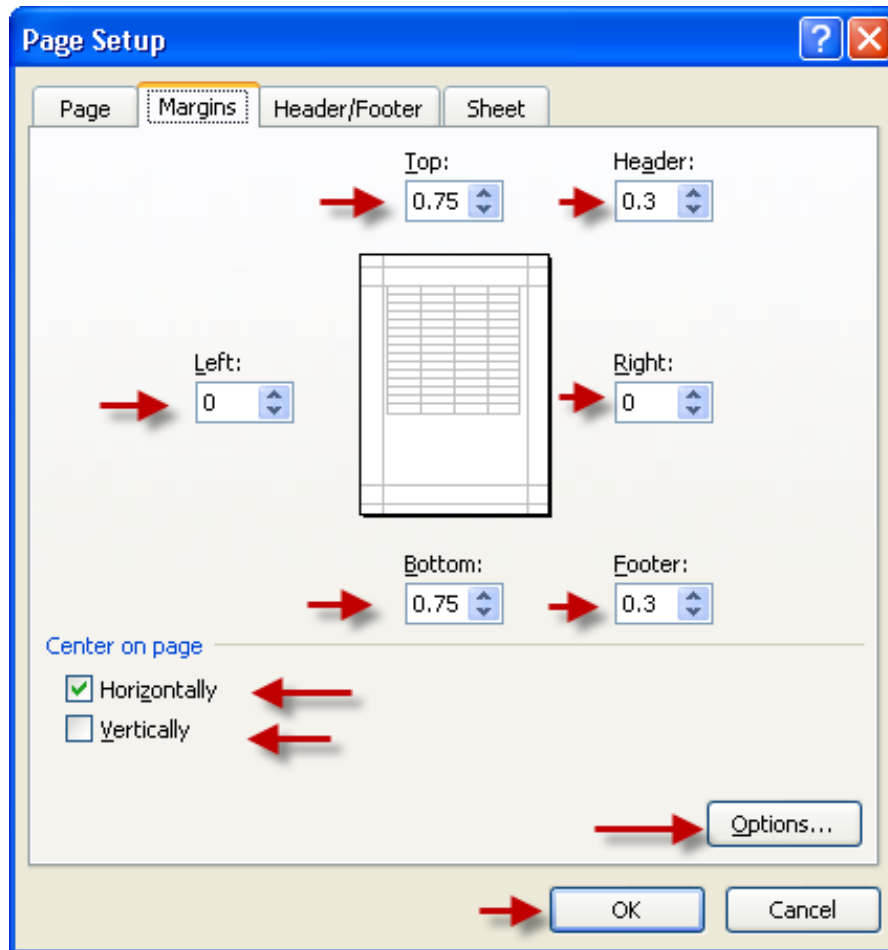 Page Setup
?
Page Margins Header/Footer Sheet
Top: Header:
0.75 0.3
Left: Right:
0 0
Bottom: Footer:
0.75 0.3
Center on page
Horizontally
Vertically
Options...
OK Cancel